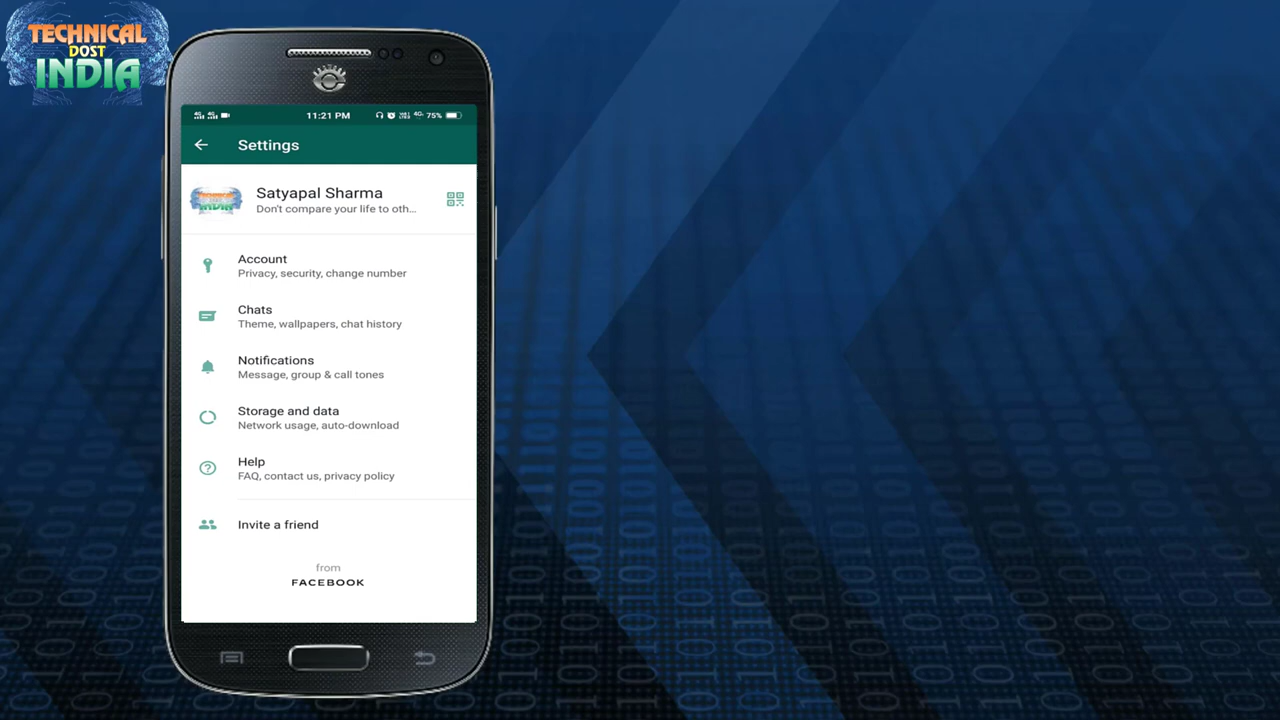 TECHNICAL
DOST
INDIA
11:21 PM
4G 75%
Settings
Satyapal Sharma
Don't compare your life to oth...
Account
Privacy, security, change number
Chats
Theme, wallpapers, chat history
Notifications
Message, group & call tones
Storage and data
Network usage, auto-download
Help
FAQ, contact us, privacy policy
Invite a friend
from
FACEBOOK